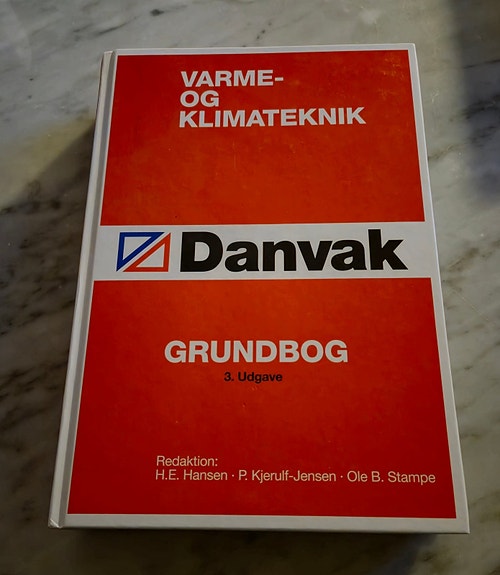 VARME-
OG
KLIMATEKNIK
Danvak
GRUNDBOG
3. Udgave
Redaktion:
H.E. Hansen · P. Kjerulf-Jensen · Ole B. Stampe